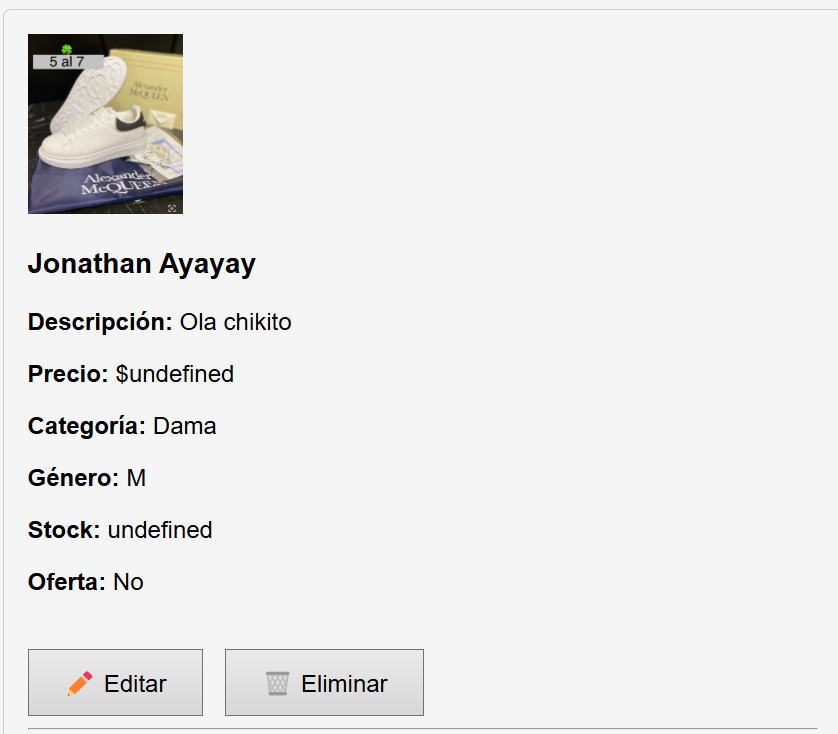 5 al 7
Alexander
McQUEEN
Alexander
McQUEEN
Jonathan Ayayay
Descripción: Ola chikito
Precio: $undefined
Categoría: Dama
Género: M
Stock: undefined
Oferta: No
Editar
Eliminar